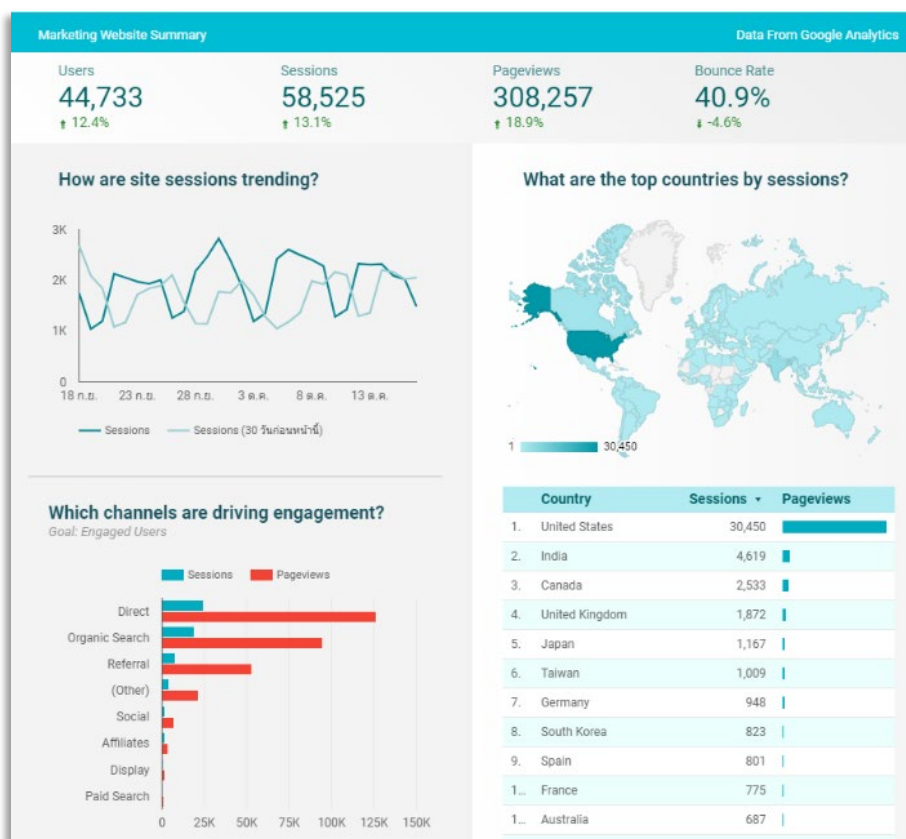 Marketing Website Summary
Data From Google Analytics
Users
44,733
↑ 12.4%
Sessions
58,525
↑ 13.1%
Pageviews
308,257
↑ 18.9%
Bounce Rate
40.9%
↓ -4.6%
How are site sessions trending?
3K
2K
1K
0
18 ก.ย. 23 ก.ย. 28 ก.ย. 3 ต.ค. 8 ต.ค. 13 ต.ค.
Sessions Sessions (30 วันก่อนหน้านี้)
What are the top countries by sessions?
1 30,450
Which channels are driving engagement?
Goal: Engaged Users
Sessions Pageviews
Direct
Organic Search
Referral
(Other)
Social
Affiliates
Display
Paid Search
0 25K 50K 75K 100K 125K 150K
Country Sessions Pageviews
1. United States 30,450
2. India 4,619
3. Canada 2,533
4. United Kingdom 1,872
5. Japan 1,167
6. Taiwan 1,009
7. Germany 948
8. South Korea 823
9. Spain 801
1... France 775
1... Australia 687